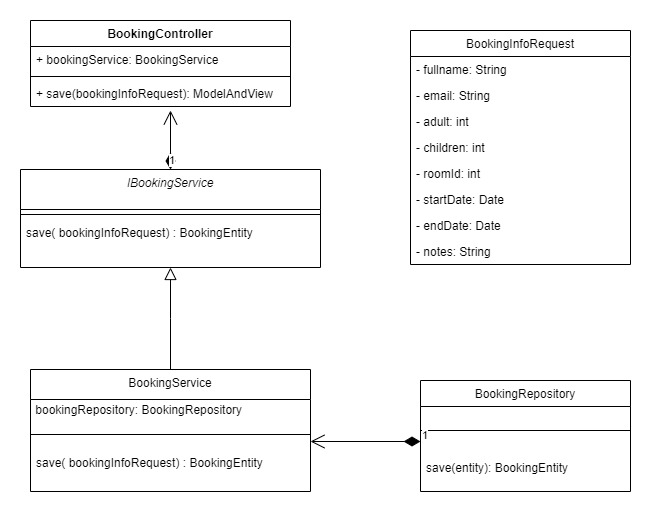 BookingController
+ bookingService: BookingService
+ save(bookingInfoRequest): ModelAndView
1
IBookingService
save( bookingInfoRequest) : BookingEntity
BookingInfoRequest
- fullname: String
- email: String
- adult: int
- children: int
- roomId: int
- startDate: Date
- endDate: Date
- notes: String
BookingService
bookingRepository: BookingRepository
save( bookingInfoRequest) : BookingEntity
BookingRepository
1
save(entity): BookingEntity